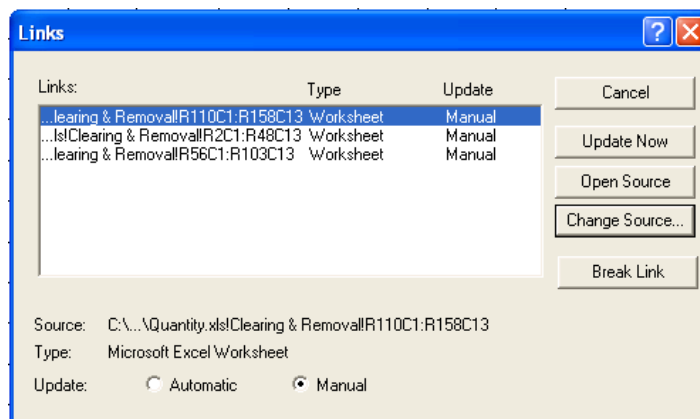 Links
Links: Type Update
...learing & Removal!R110C1:R158C13 Worksheet Manual
...ls!Clearing & Removal!R2C1:R48C13 Worksheet Manual
...learing & Removal!R56C1:R103C13 Worksheet Manual
Cancel
Update Now
Open Source
Change Source...
Break Link
Source: C:\...\Quantity.xls!Clearing & Removal!R110C1:R158C13
Type: Microsoft Excel Worksheet
Update: Automatic Manual